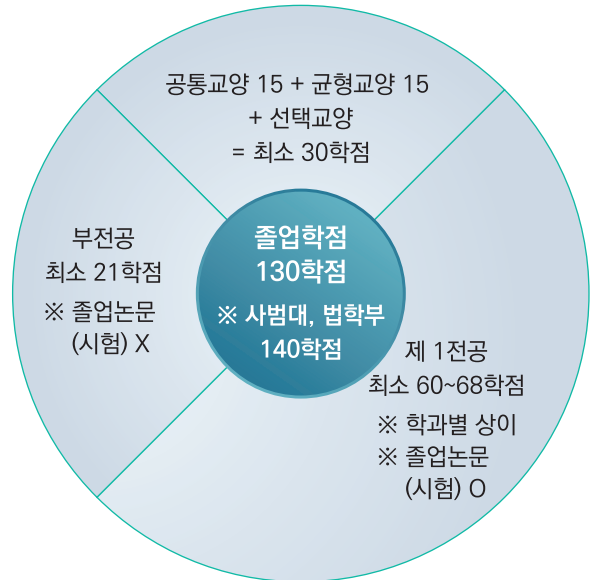 공통교양 15 + 균형교양 15
+ 선택교양
= 최소 30학점
부전공
최소 21학점
※ 졸업논문
(시험) X
졸업학점
130학점
※ 사범대, 법학부
140학점
제 1전공
최소 60~68학점
※ 학과별 상이
※ 졸업논문
(시험) O